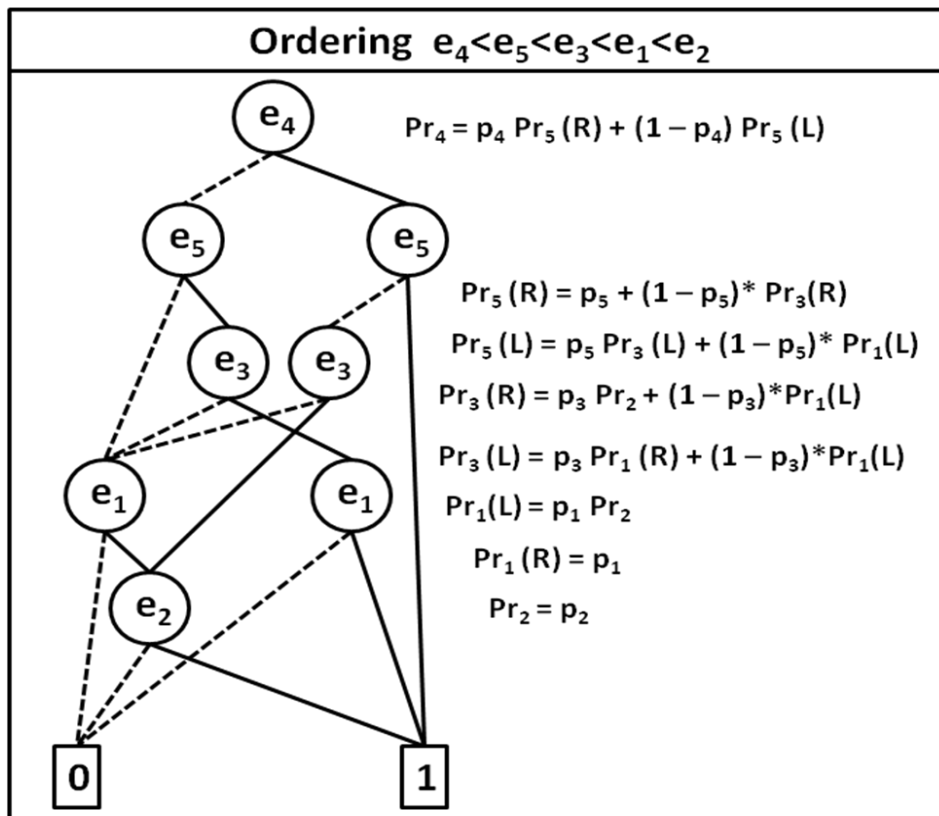 Ordering e₄<e₅<e₃<e₁<e₂
e₄
Pr₄ = p₄ Pr₅ (R) + (1 – p₄) Pr₅ (L)
e₅ e₅
Pr₅ (R) = p₅ + (1 – p₅)* Pr₃(R)
Pr₅ (L) = p₅ Pr₃ (L) + (1 – p₅)* Pr₁(L)
e₃ e₃
Pr₃ (R) = p₃ Pr₂ + (1 – p₃)*Pr₁(L)
Pr₃ (L) = p₃ Pr₁ (R) + (1 – p₃)*Pr₁(L)
e₁ e₁
Pr₁(L) = p₁ Pr₂
Pr₁ (R) = p₁
e₂
Pr₂ = p₂
0 1